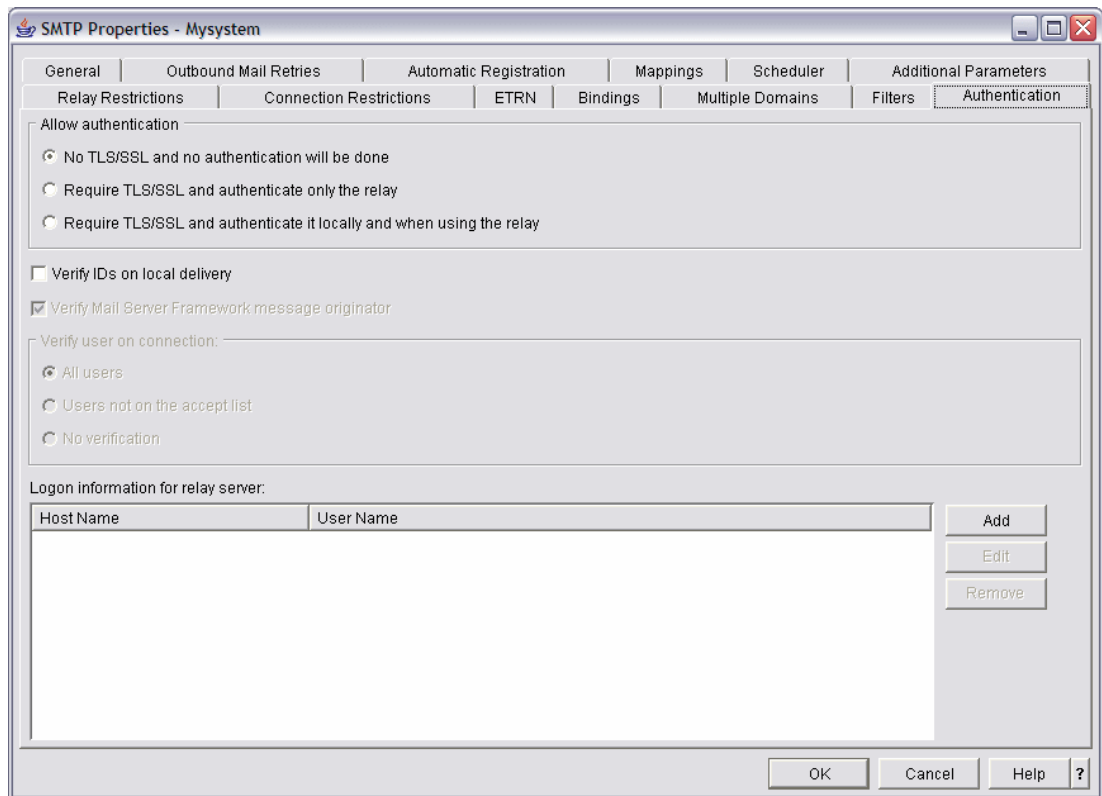 SMTP Properties - Mysystem
General Outbound Mail Retries Automatic Registration Mappings Scheduler Additional Parameters
Relay Restrictions Connection Restrictions ETRN Bindings Multiple Domains Filters Authentication
Allow authentication
No TLS/SSL and no authentication will be done
Require TLS/SSL and authenticate only the relay
Require TLS/SSL and authenticate it locally and when using the relay
Verify IDs on local delivery
Verify Mail Server Framework message originator
Verify user on connection:
All users
Users not on the accept list
No verification
Logon information for relay server:
Host Name User Name
Add
Edit
Remove
OK Cancel Help ?